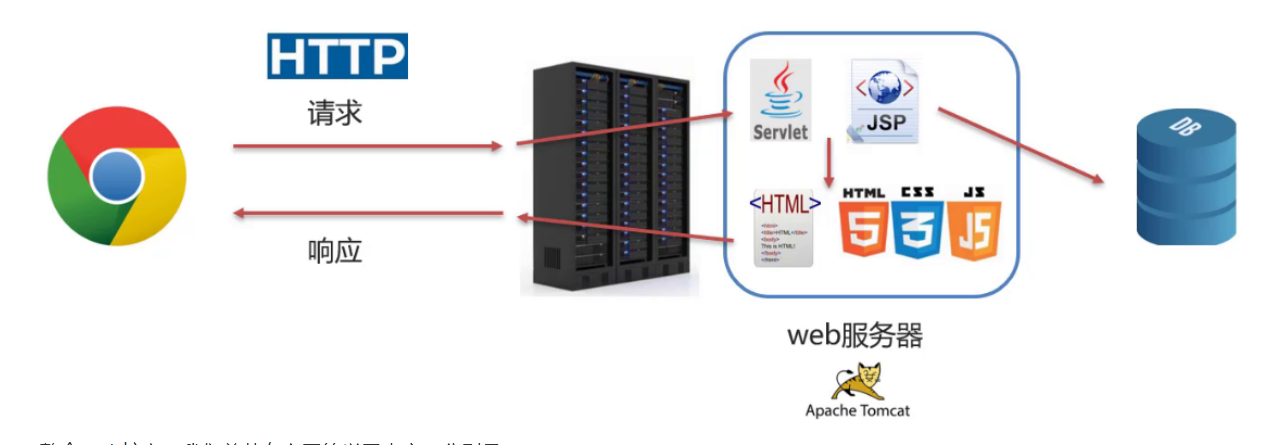 HTTP
请求
响应
Servlet
JSP
DB
<HTML>
<html>
<title>HTML</title>
<body>
This is HTML!
</body>
</html>
HTML
5
CSS
3
JS
JS
web服务器
Apache Tomcat